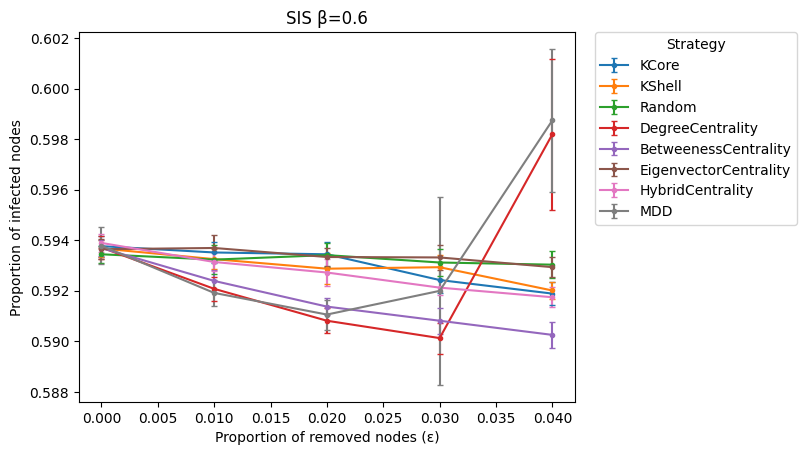 SIS β=0.6
Proportion of infected nodes
0.602
0.600
0.598
0.596
0.594
0.592
0.590
0.588
0.000 0.005 0.010 0.015 0.020 0.025 0.030 0.035 0.040
Proportion of removed nodes (ε)
Strategy
KCore
KShell
Random
DegreeCentrality
BetweenessCentrality
EigenvectorCentrality
HybridCentrality
MDD